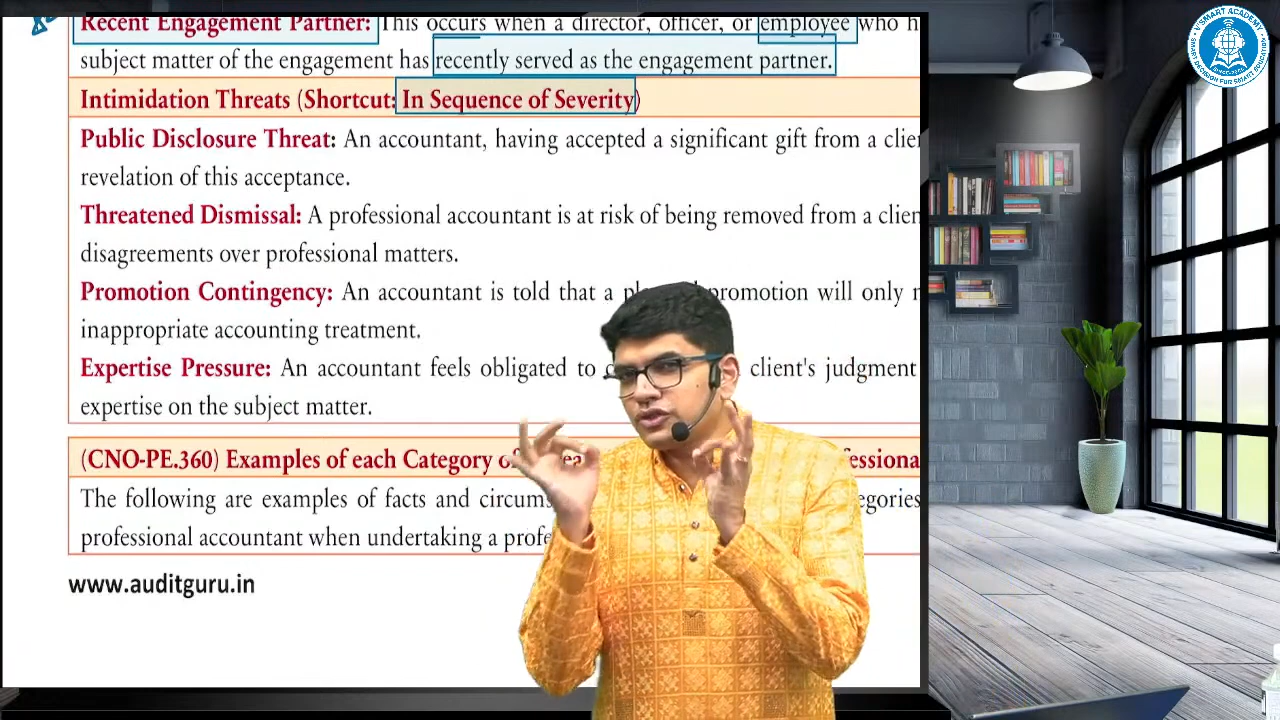 Recent Engagement Partner: This occurs when a director, officer, or employee who h
subject matter of the engagement has recently served as the engagement partner.
Intimidation Threats (Shortcut: In Sequence of Severity)
Public Disclosure Threat: An accountant, having accepted a significant gift from a clie
revelation of this acceptance.
Threatened Dismissal: A professional accountant is at risk of being removed from a clien
disagreements over professional matters.
Promotion Contingency: An accountant is told that a promotion will only
inappropriate accounting treatment.
Expertise Pressure: An accountant feels obligated to client's judgment
expertise on the subject matter.
(CNO-PE.360) Examples of each Category
The following are examples of facts and
professional accountant when undertaking a
www.auditguru.in